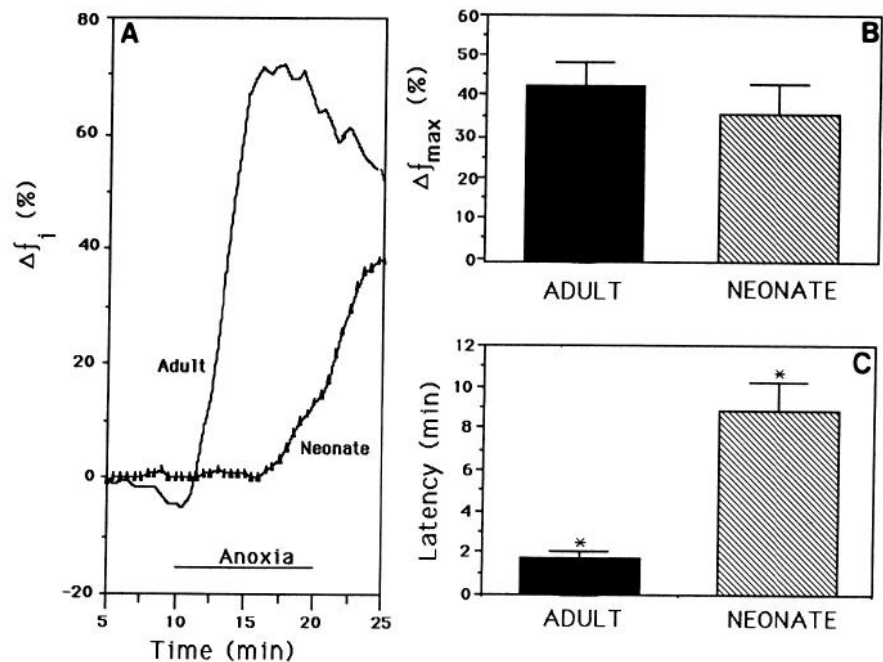 A
80
60
40
20
0
-20
Δf_i (%)
Adult
Neonate
Anoxia
5
10
15
20
25
Time (min)
B
60
50
40
30
40
10
0
Δf_max (%)
ADULT
NEONATE
C
12
10
8
6
4
2
0
Latency (min)
*
*
ADULT
NEONATE